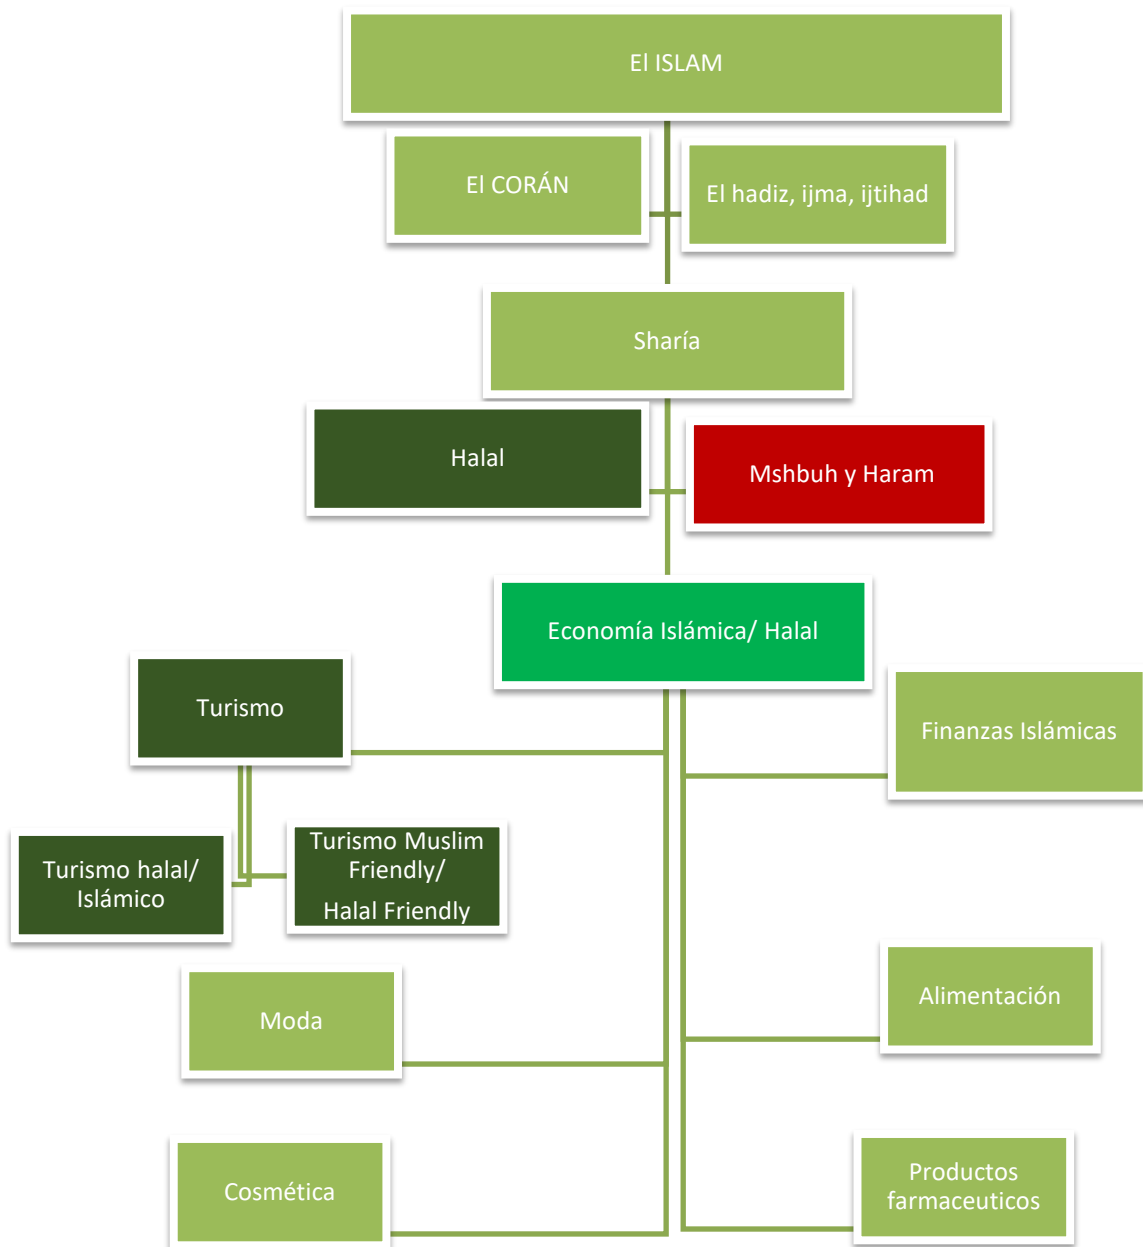 El ISLAM
El CORÁN
El hadiz, ijma, ijtihad
Sharía
Halal
Mshbuh y Haram
Economía Islámica/ Halal
Turismo
Finanzas Islámicas
Turismo halal/
Islámico
Turismo Muslim
Friendly/
Halal Friendly
Moda
Alimentación
Cosmética
Productos
farmaceuticos